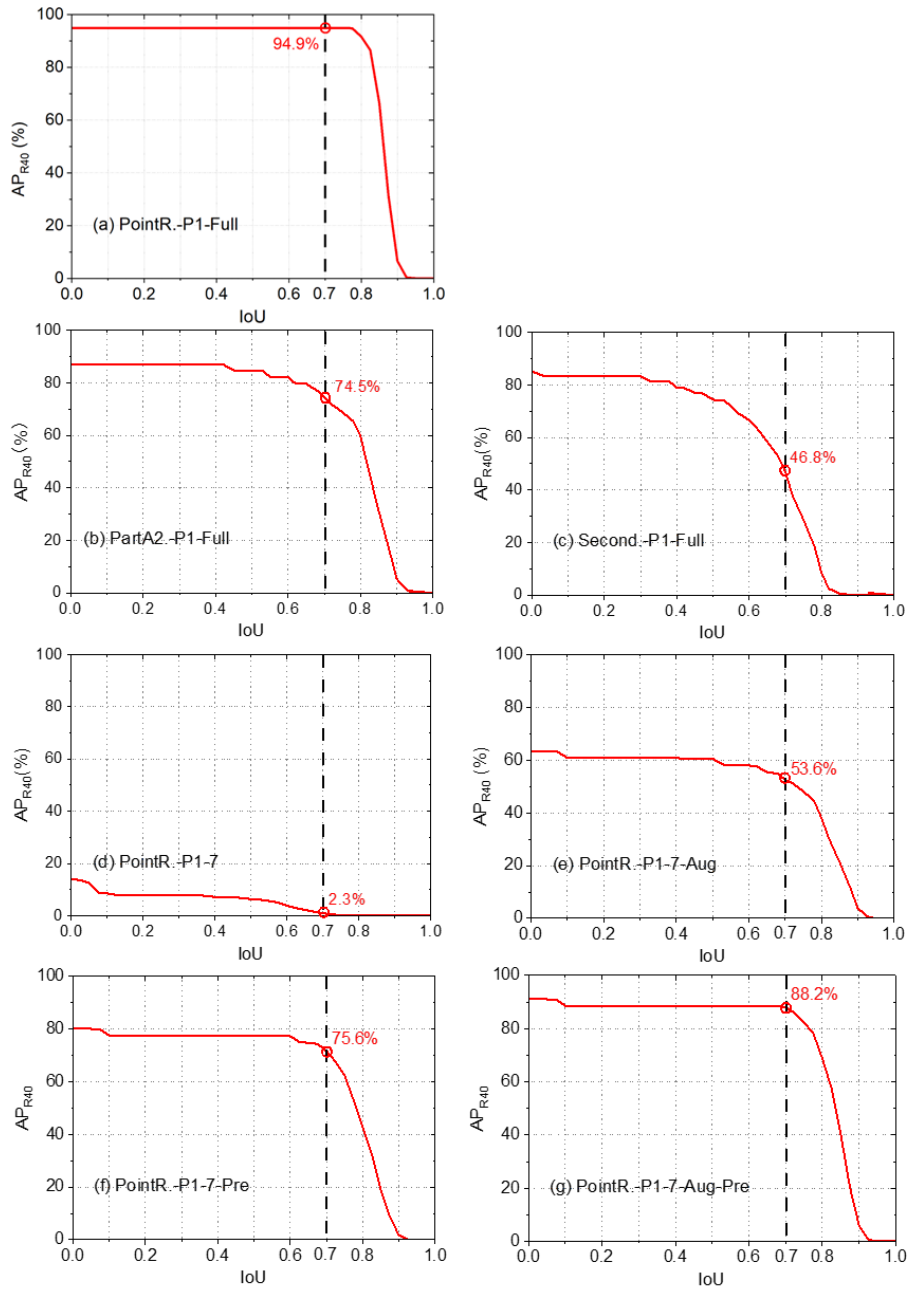 100
80
60
40
20
0
AP_R40 (%)
94.9%
(a) PointR.-P1-Full
0.0 0.2 0.4 0.6 0.7 0.8 1.0
IoU
100
80
60
40
20
0
AP_R40 (%)
74.5%
(b) PartA2.-P1-Full
0.0 0.2 0.4 0.6 0.7 0.8 1.0
IoU
100
80
60
40
20
0
AP_R40(%)
46.8%
(c) Second.-P1-Full
0.0 0.2 0.4 0.6 0.7 0.8 1.0
IoU
100
80
60
40
20
0
AP_R40(%)
(d) PointR.-P1-7
2.3%
0.0 0.2 0.4 0.6 0.7 0.8 1.0
IoU
100
80
60
40
20
0
AP_R40 (%)
53.6%
(e) PointR.-P1-7-Aug
0.0 0.2 0.4 0.6 0.7 0.8 1.0
IoU
100
80
60
40
20
0
AP_R40
75.6%
(f) PointR.-P1-7-Pre
0.0 0.2 0.4 0.6 0.7 0.8 1.0
IoU
100
80
60
40
20
0
AP_R40
88.2%
(g) PointR.-P1-7-Aug-Pre
0.0 0.2 0.4 0.6 0.7 0.8 1.0
IoU